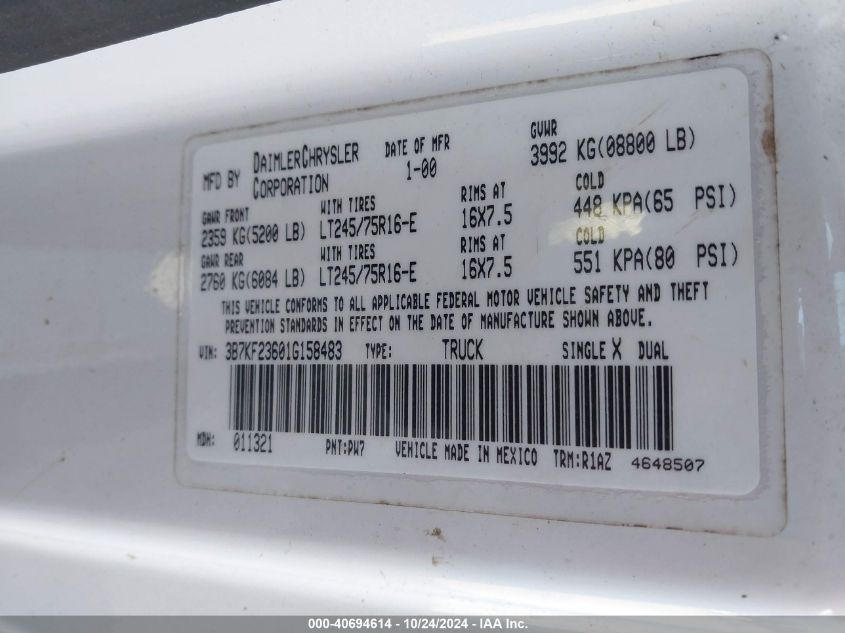 MFD BY DAIMLERCHRYSLER CORPORATION DATE OF MFR 1-00 GVWR 3992 KG(08800 LB)
GAWR FRONT WITH TIRES RIMS AT COLD
2359 KG(5200 LB) LT245/75R16-E 16X7.5 448 KPA(65 PSI)
GAWR REAR WITH TIRES RIMS AT COLD
2760 KG(6084 LB) LT245/75R16-E 16X7.5 551 KPA(80 PSI)
THIS VEHICLE CONFORMS TO ALL APPLICABLE FEDERAL MOTOR VEHICLE SAFETY AND THEFT
PREVENTION STANDARDS IN EFFECT ON THE DATE OF MANUFACTURE SHOWN ABOVE.
VIN: 3B7KF23601G158483 TYPE: TRUCK SINGLE X DUAL
MDH: 011321 PNT:PW7 VEHICLE MADE IN MEXICO TRM:R1AZ 4648507
000-40694614 - 10/24/2024 - IAA Inc.